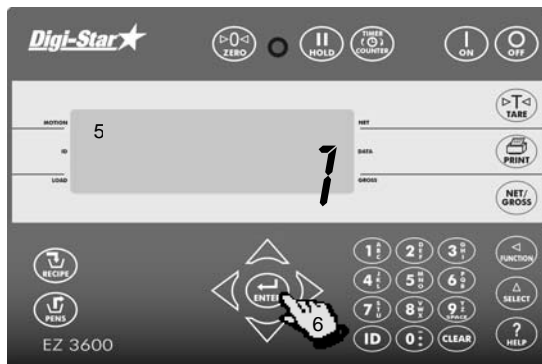 Digi-Star
▷0◁ ZERO
HOLD
TIMER COUNTER
ON
OFF
▷T◁ TARE
MOTION
NET
5
ID
DATA
PRINT
7
LOAD
GROSS
NET/GROSS
RECIPE
1 A B C
2 D E F
3 G H I
FUNCTION
4 J K L
5 M N O
6 P Q R
SELECT
ENTER
6
7 S T U
8 V W X
9 Y Z SPACE
PENS
ID
0
CLEAR
? HELP
EZ 3600